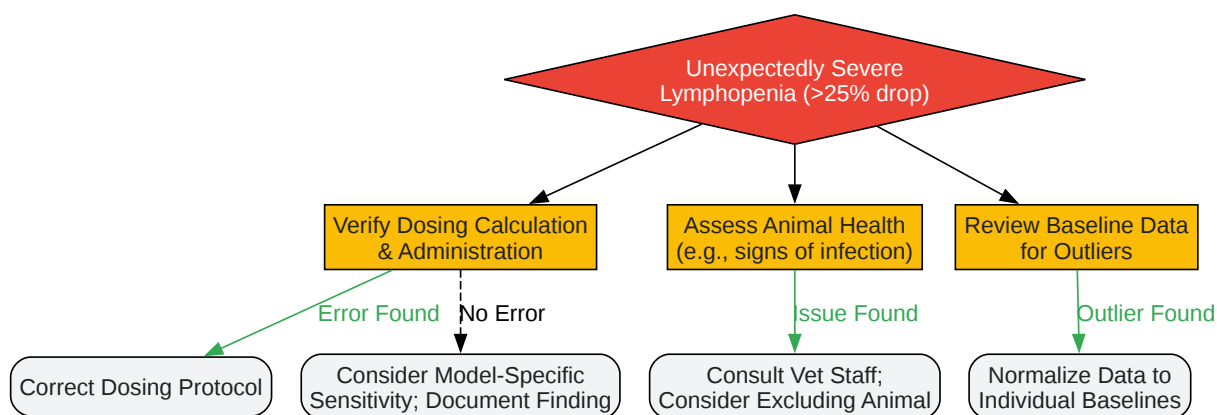 Unexpectedly Severe
Lymphopenia (>25% drop)
Verify Dosing Calculation
& Administration
Assess Animal Health
(e.g., signs of infection)
Review Baseline Data
for Outliers
Error Found
No Error
Issue Found
Outlier Found
Correct Dosing Protocol
Consider Model-Specific
Sensitivity; Document Finding
Consult Vet Staff;
Consider Excluding Animal
Normalize Data to
Individual Baselines